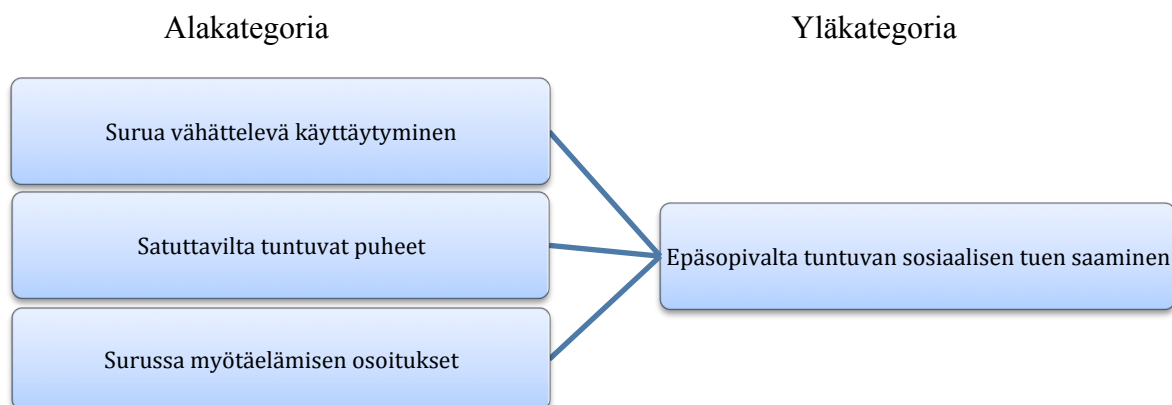 Alakategoria
Yläkategoria
Surua vähättelevä käyttäytyminen
Satuttavilta tuntuvat puheet
Surussa myötäelämisen osoitukset
Epäsopivalta tuntuvan sosiaalisen tuen saaminen